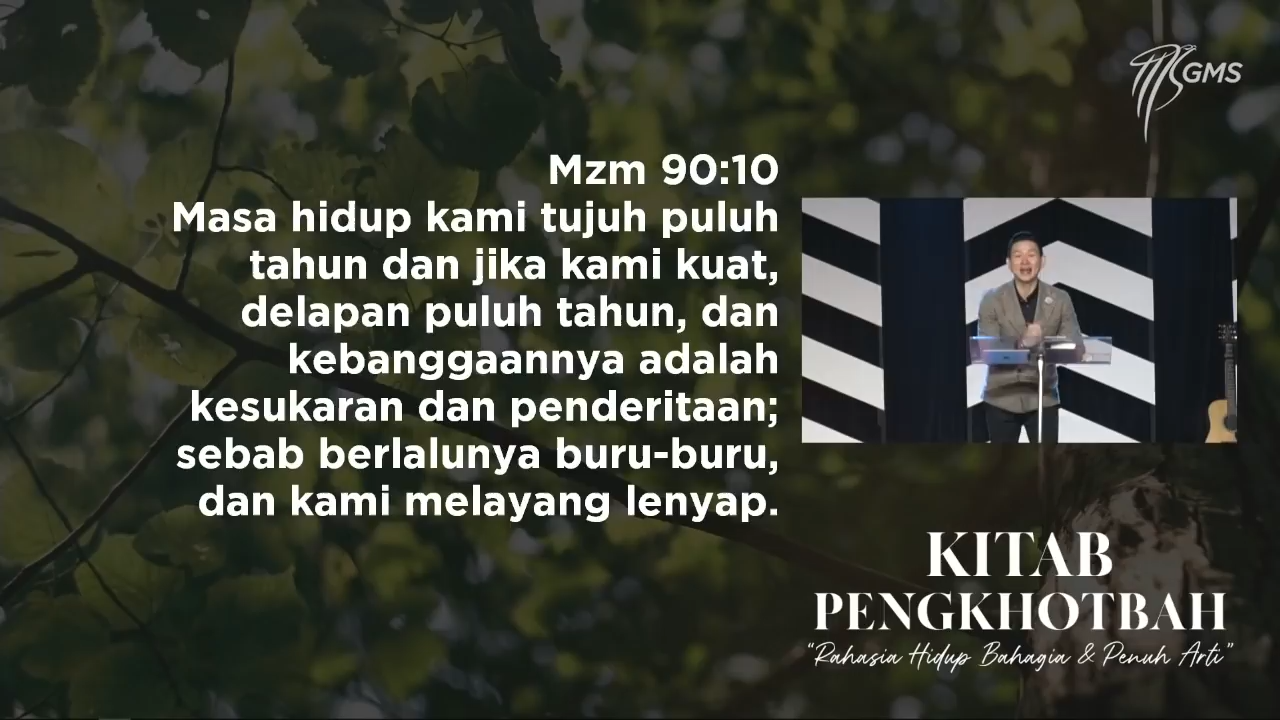 GMS
Mzm 90:10
Masa hidup kami tujuh puluh
tahun dan jika kami kuat,
delapan puluh tahun, dan
kebanggaannya adalah
kesukaran dan penderitaan;
sebab berlalunya buru-buru,
dan kami melayang lenyap.
KITAB
PENGKHOTBAH
“Rahasia Hidup Bahagia & Penuh Arti”